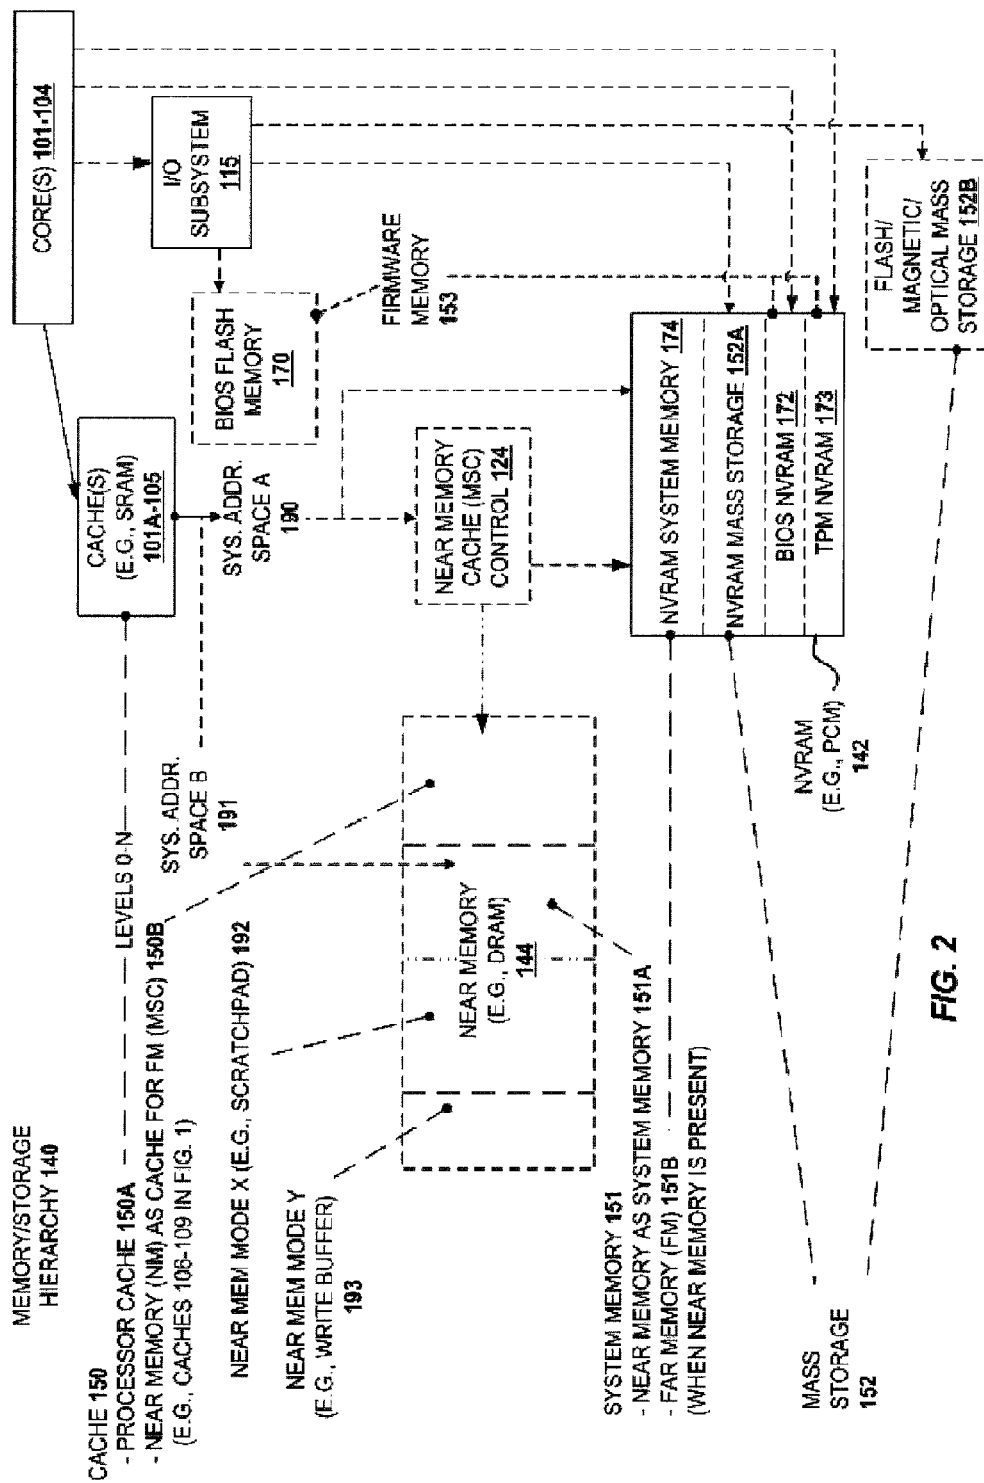 MEMORY/STORAGE
HIERARCHY 140
CORE(S) 101-104
I/O
SUBSYSTEM
115
CACHE(S)
(E.G., SRAM)
101A-105
BIOS FLASH
MEMORY
170
FIRMWARE
MEMORY
153
SYS. ADDR.
SPACE A
190
SYS. ADDR.
SPACE B
191
CACHE 150
- PROCESSOR CACHE 150A
LEVELS 0-N
- NEAR MEMORY (NM) AS CACHE FOR FM (MSC) 150B
(E.G., CACHES 106-109 IN FIG. 1)
NEAR MEM MODE X (E.G., SCRATCHPAD) 192
NEAR MEM MODE Y
(E.G., WRITE BUFFER)
193
NEAR MEMORY
CACHE (MSC)
CONTROL 124
NEAR MEMORY
(E.G., DRAM)
144
SYSTEM MEMORY 151
- NEAR MEMORY AS SYSTEM MEMORY 151A
- FAR MEMORY (FM) 151B
(WHEN NEAR MEMORY IS PRESENT)
NVRAM SYSTEM MEMORY 174
NVRAM MASS STORAGE 152A
BIOS NVRAM 172
TPM NVRAM 173
NVRAM
(E.G., PCM)
142
FLASH/
MAGNETIC/
OPTICAL MASS
STORAGE 152B
MASS
STORAGE
152
FIG. 2